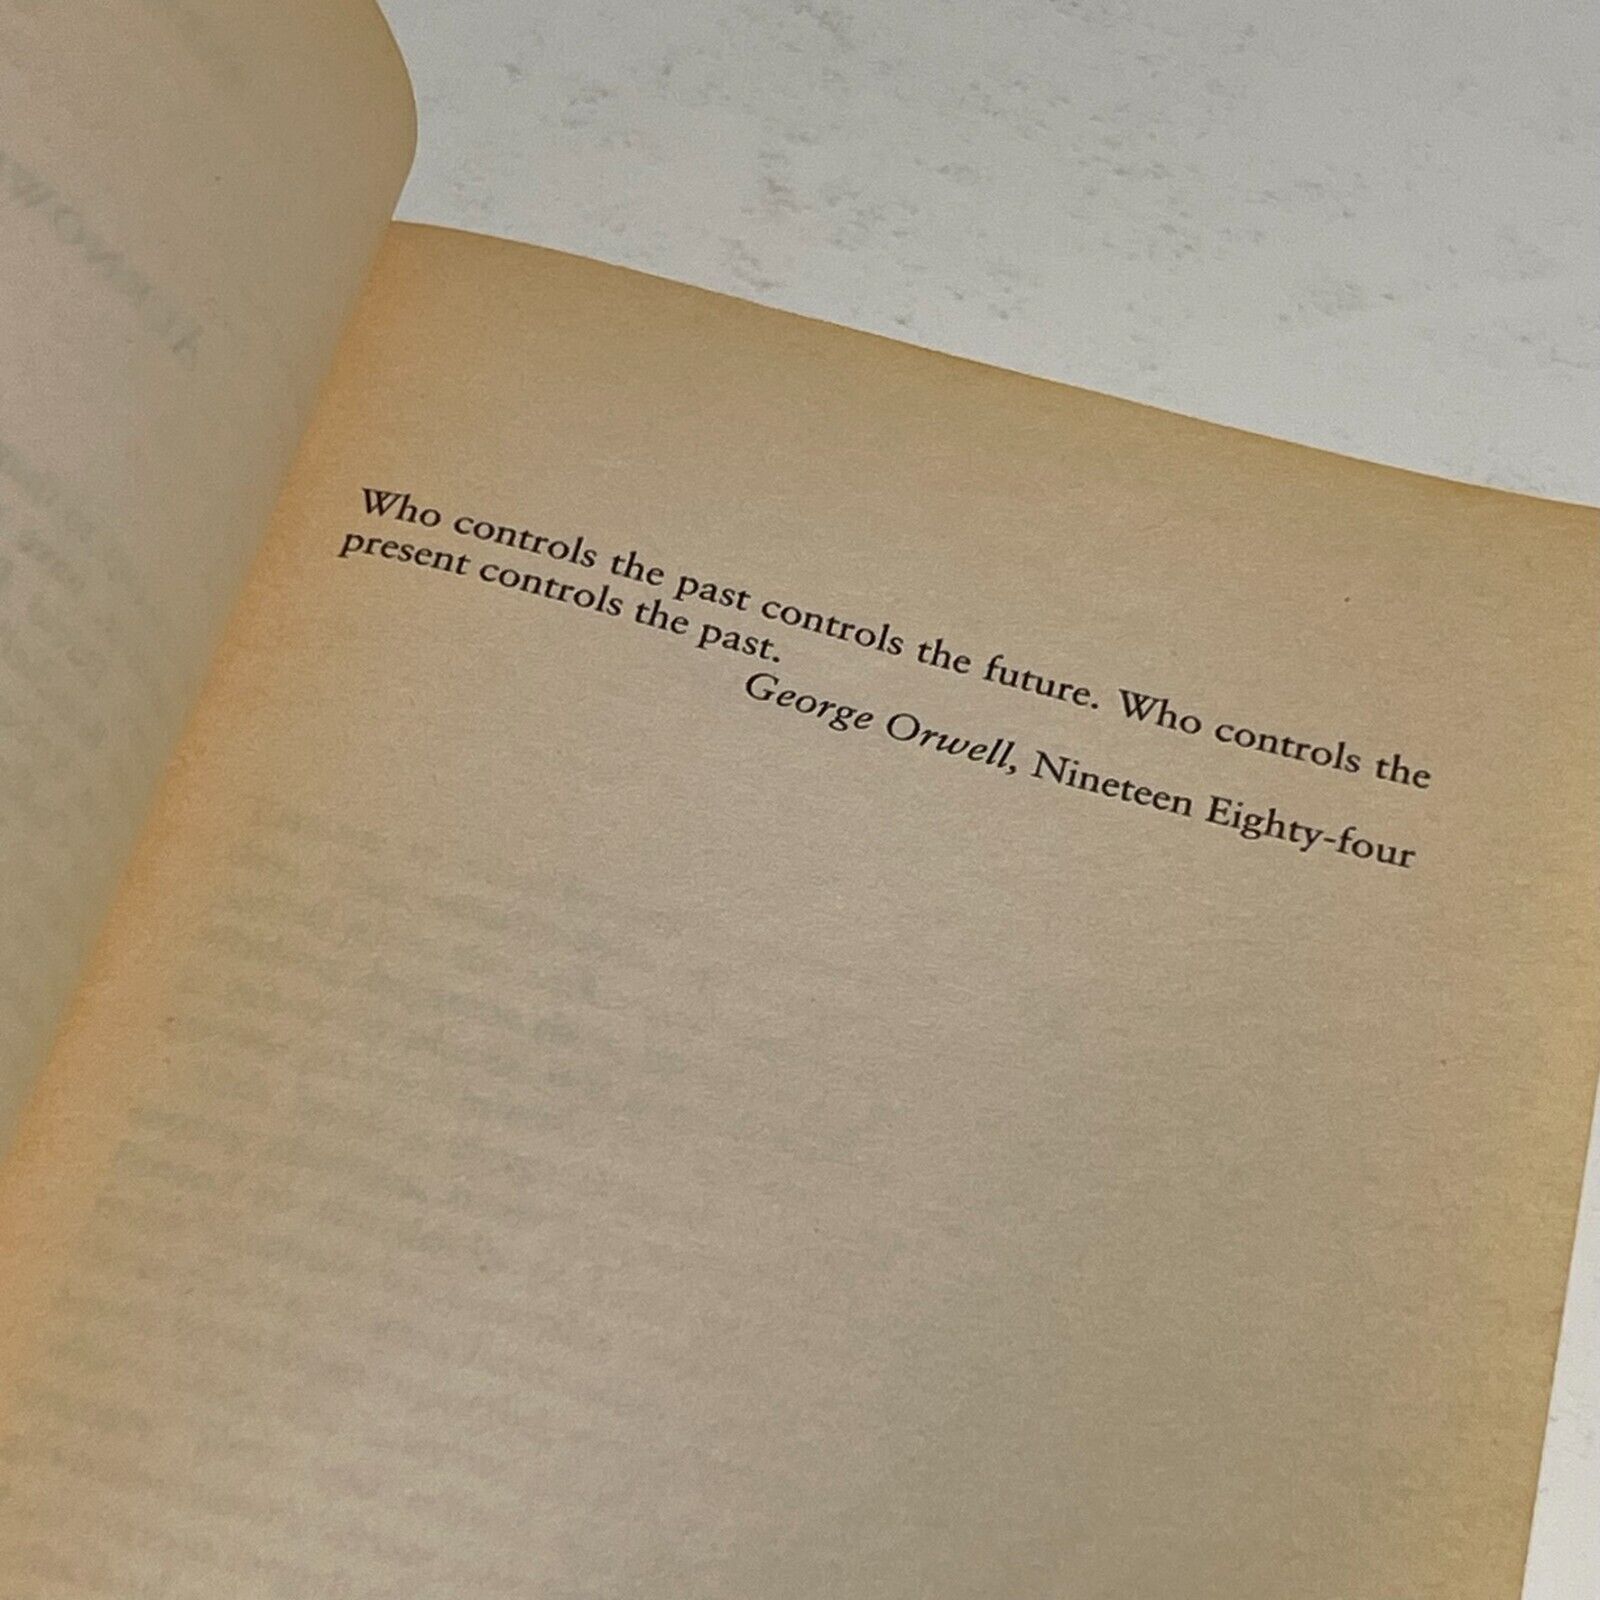 Who controls the past controls the future. Who controls the
present controls the past.
George Orwell, Nineteen Eighty-four